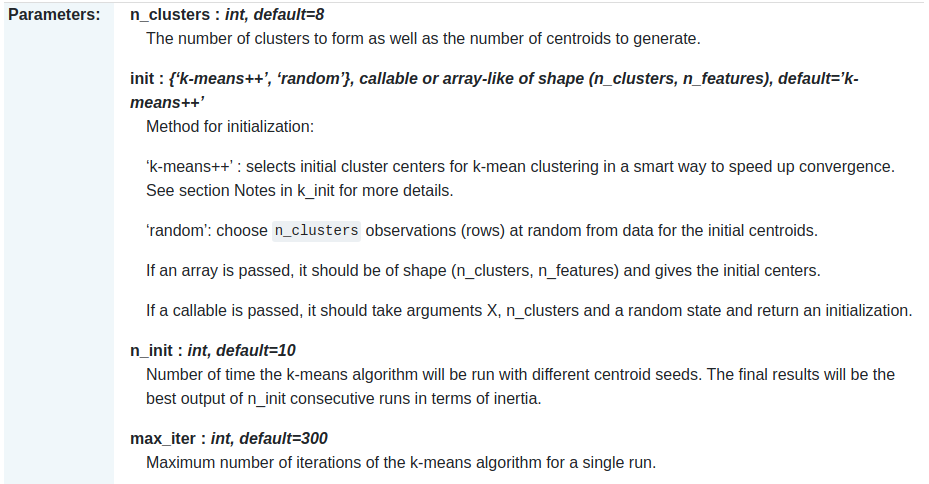 Parameters: n_clusters : int, default=8
The number of clusters to form as well as the number of centroids to generate.
init : {‘k-means++’, ‘random’}, callable or array-like of shape (n_clusters, n_features), default=’k-
means++’
Method for initialization:
‘k-means++’ : selects initial cluster centers for k-mean clustering in a smart way to speed up convergence.
See section Notes in k_init for more details.
‘random’: choose n_clusters observations (rows) at random from data for the initial centroids.
If an array is passed, it should be of shape (n_clusters, n_features) and gives the initial centers.
If a callable is passed, it should take arguments X, n_clusters and a random state and return an initialization.
n_init : int, default=10
Number of time the k-means algorithm will be run with different centroid seeds. The final results will be the
best output of n_init consecutive runs in terms of inertia.
max_iter : int, default=300
Maximum number of iterations of the k-means algorithm for a single run.